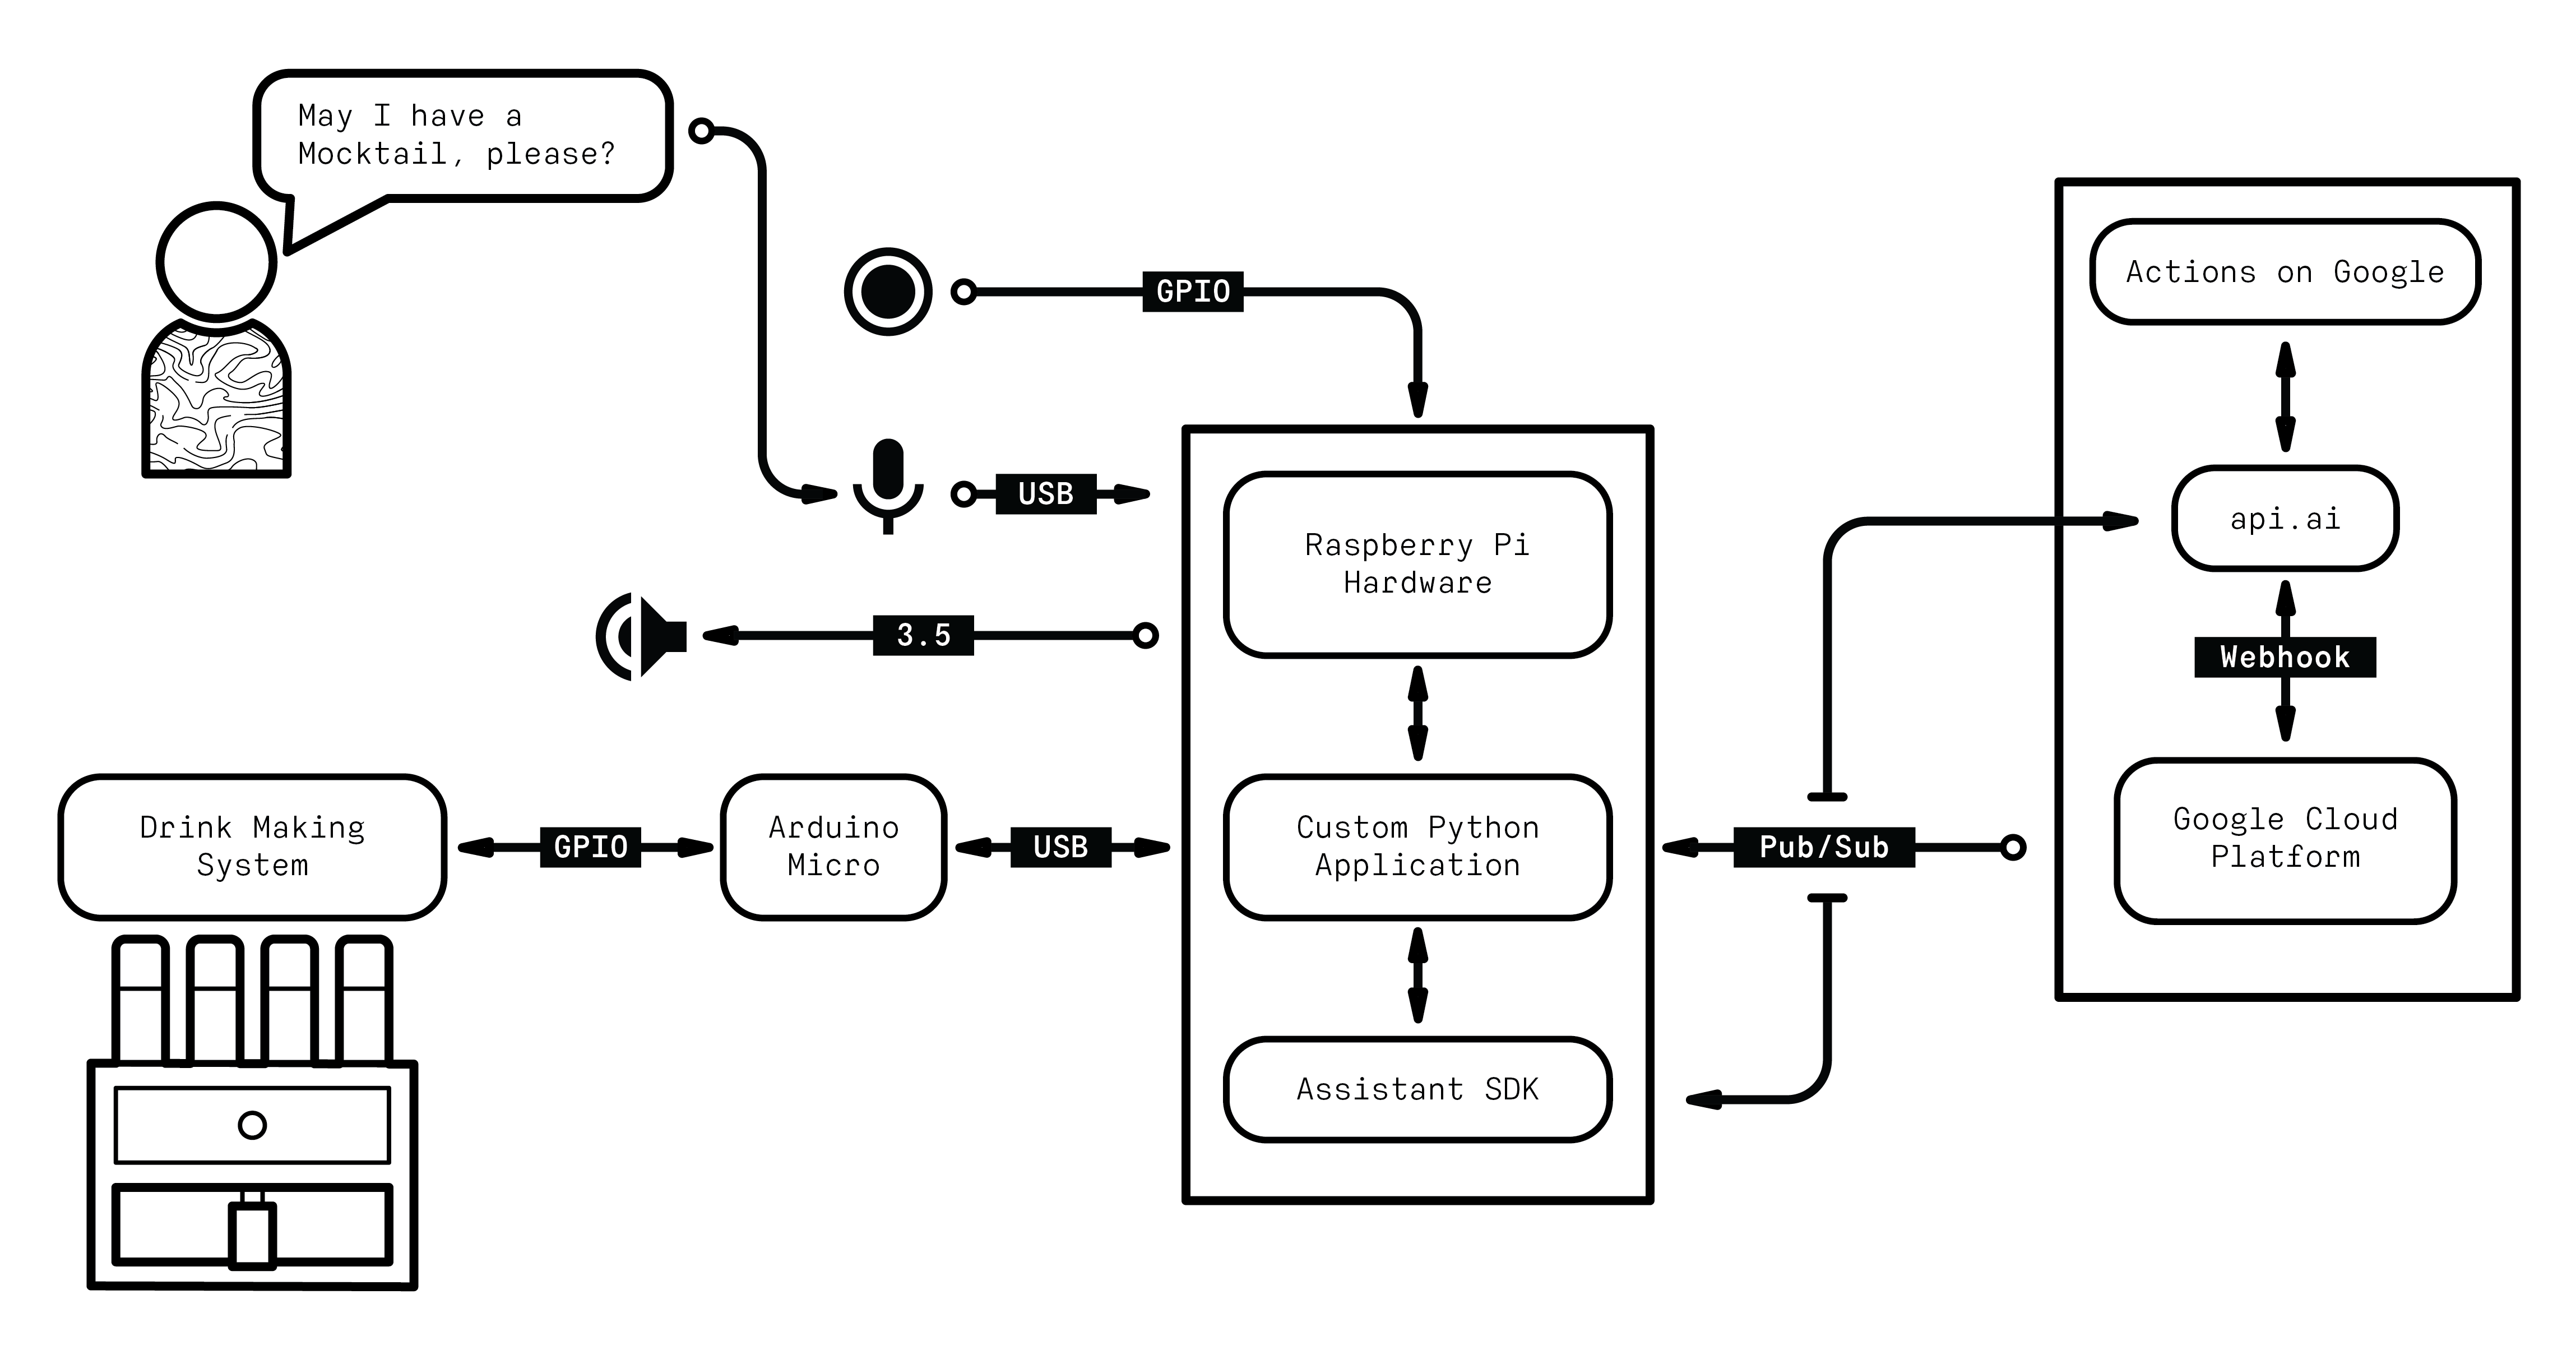 May I have a
Mocktail, please?
GPIO
USB
3.5
Raspberry Pi
Hardware
Drink Making
System
GPIO
Arduino
Micro
USB
Custom Python
Application
Assistant SDK
Pub/Sub
Actions on Google
api.ai
Webhook
Google Cloud
Platform